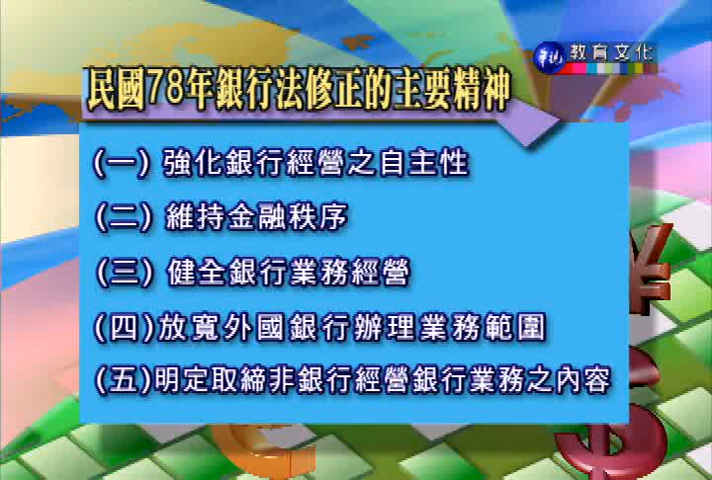 華視 教育文化
民國78年銀行法修正的主要精神
(一) 強化銀行經營之自主性
(二) 維持金融秩序
(三) 健全銀行業務經營
(四)放寬外國銀行辦理業務範圍
(五)明定取締非銀行經營銀行業務之內容